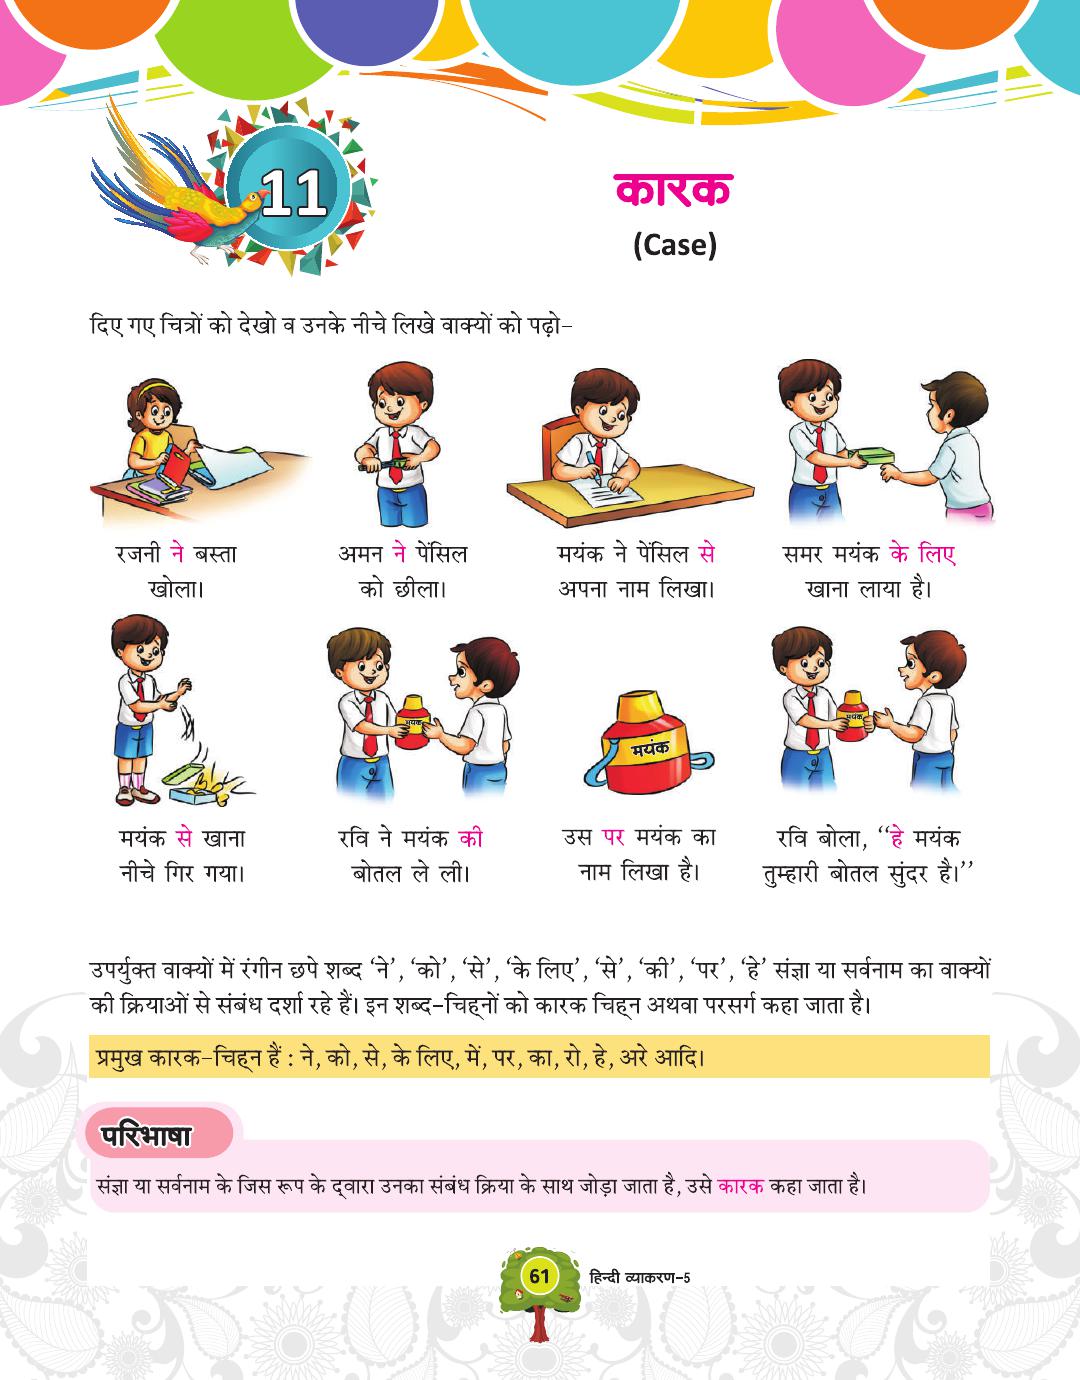 11
कारक
(Case)
दिए गए चित्रों को देखो व उनके नीचे लिखे वाक्यों को पढ़ो–
रजनी ने बस्ता
खोला।
अमन ने पेंसिल
को छीला।
मयंक ने पेंसिल से
अपना नाम लिखा।
समर मयंक के लिए
खाना लाया है।
मयंक
मयंक
मयंक
मयंक से खाना
नीचे गिर गया।
रवि ने मयंक की
बोतल ले ली।
उस पर मयंक का
नाम लिखा है।
रवि बोला, ‘‘हे मयंक
तुम्हारी बोतल सुंदर है।’’
उपर्युक्त वाक्यों में रंगीन छपे शब्द ‘ने’, ‘को’, ‘से’, ‘के लिए’, ‘से’, ‘की’, ‘पर’, ‘हे’ संज्ञा या सर्वनाम का वाक्यों
की क्रियाओं से संबंध दर्शा रहे हैं। इन शब्द–चिह्‌नों को कारक चिह्‌न अथवा परसर्ग कहा जाता है।
प्रमुख कारक–चिह्‌न हैं : ने, को, से, के लिए, में, पर, का, रो, हे, अरे आदि।
परिभाषा
संज्ञा या सर्वनाम के जिस रूप के द्‌वारा उनका संबंध क्रिया के साथ जोड़ा जाता है, उसे कारक कहा जाता है।
61
हिन्दी व्याकरण–5